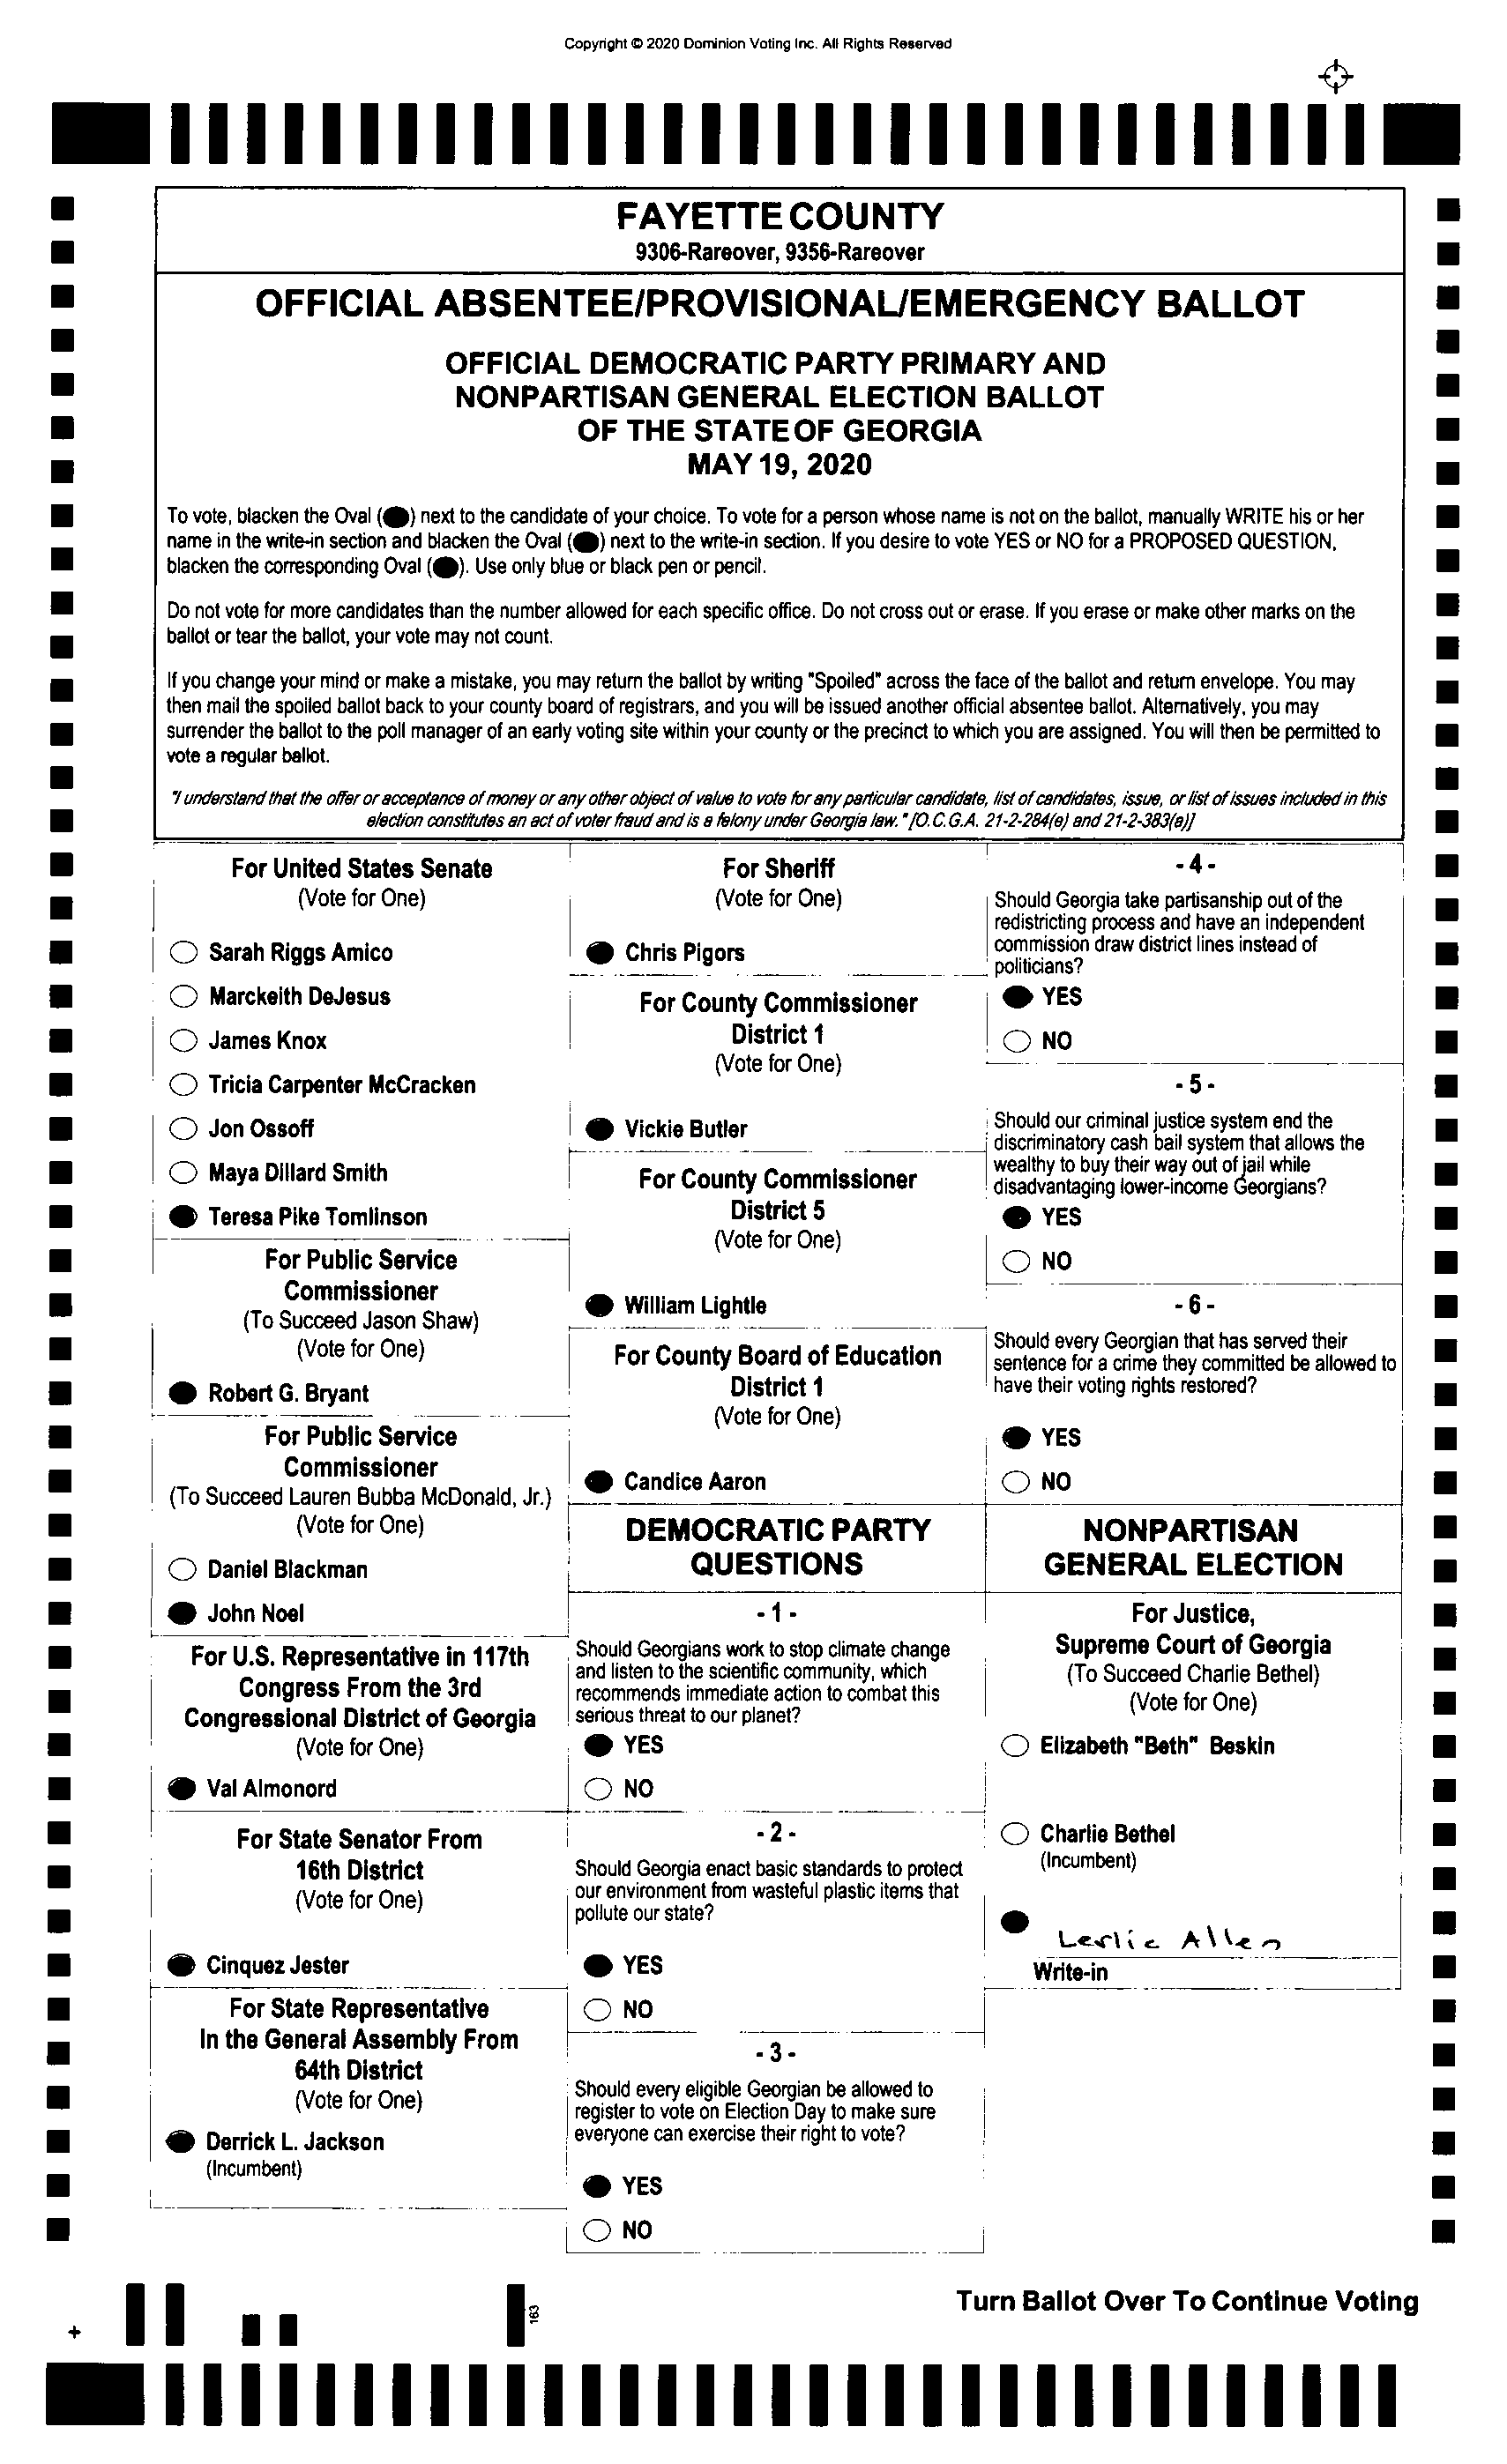 Copyright © 2020 Dominion Voting Inc. All Rights Reserved
FAYETTE COUNTY
9306-Rareover, 9356-Rareover
OFFICIAL ABSENTEE/PROVISIONAL/EMERGENCY BALLOT
OFFICIAL DEMOCRATIC PARTY PRIMARY AND
NONPARTISAN GENERAL ELECTION BALLOT
OF THE STATE OF GEORGIA
MAY 19, 2020
To vote, blacken the Oval (●) next to the candidate of your choice. To vote for a person whose name is not on the ballot, manually WRITE his or her
name in the write-in section and blacken the Oval (●) next to the write-in section. If you desire to vote YES or NO for a PROPOSED QUESTION,
blacken the corresponding Oval (●). Use only blue or black pen or pencil.
Do not vote for more candidates than the number allowed for each specific office. Do not cross out or erase. If you erase or make other marks on the
ballot or tear the ballot, your vote may not count.
If you change your mind or make a mistake, you may return the ballot by writing "Spoiled" across the face of the ballot and return envelope. You may
then mail the spoiled ballot back to your county board of registrars, and you will be issued another official absentee ballot. Alternatively, you may
surrender the ballot to the poll manager of an early voting site within your county or the precinct to which you are assigned. You will then be permitted to
vote a regular ballot.
"I understand that the offer or acceptance of money or any other object of value to vote for any particular candidate, list of candidates, issue, or list of issues included in this
election constitutes an act of voter fraud and is a felony under Georgia law." [O.C.G.A. 21-2-284(e) and 21-2-383(a)]
For United States Senate
(Vote for One)
Sarah Riggs Amico
Marckeith DeJesus
James Knox
Tricia Carpenter McCracken
Jon Ossoff
Maya Dillard Smith
Teresa Pike Tomlinson
For Public Service
Commissioner
(To Succeed Jason Shaw)
(Vote for One)
Robert G. Bryant
For Public Service
Commissioner
(To Succeed Lauren Bubba McDonald, Jr.)
(Vote for One)
Daniel Blackman
John Noel
For U.S. Representative in 117th
Congress From the 3rd
Congressional District of Georgia
(Vote for One)
Val Almonord
For State Senator From
16th District
(Vote for One)
Cinquez Jester
For State Representative
In the General Assembly From
64th District
(Vote for One)
Derrick L. Jackson
(Incumbent)
For Sheriff
(Vote for One)
Chris Pigors
For County Commissioner
District 1
(Vote for One)
Vickie Butler
For County Commissioner
District 5
(Vote for One)
William Lightle
For County Board of Education
District 1
(Vote for One)
Candice Aaron
DEMOCRATIC PARTY
QUESTIONS
- 1 -
Should Georgians work to stop climate change
and listen to the scientific community, which
recommends immediate action to combat this
serious threat to our planet?
YES
NO
- 2 -
Should Georgia enact basic standards to protect
our environment from wasteful plastic items that
pollute our state?
YES
NO
- 3 -
Should every eligible Georgian be allowed to
register to vote on Election Day to make sure
everyone can exercise their right to vote?
YES
NO
- 4 -
Should Georgia take partisanship out of the
redistricting process and have an independent
commission draw district lines instead of
politicians?
YES
NO
- 5 -
Should our criminal justice system end the
discriminatory cash bail system that allows the
wealthy to buy their way out of jail while
disadvantaging lower-income Georgians?
YES
NO
- 6 -
Should every Georgian that has served their
sentence for a crime they committed be allowed to
have their voting rights restored?
YES
NO
NONPARTISAN
GENERAL ELECTION
For Justice,
Supreme Court of Georgia
(To Succeed Charlie Bethel)
(Vote for One)
Elizabeth "Beth" Beskin
Charlie Bethel
(Incumbent)
Leslie Allen
Write-in
Turn Ballot Over To Continue Voting
163